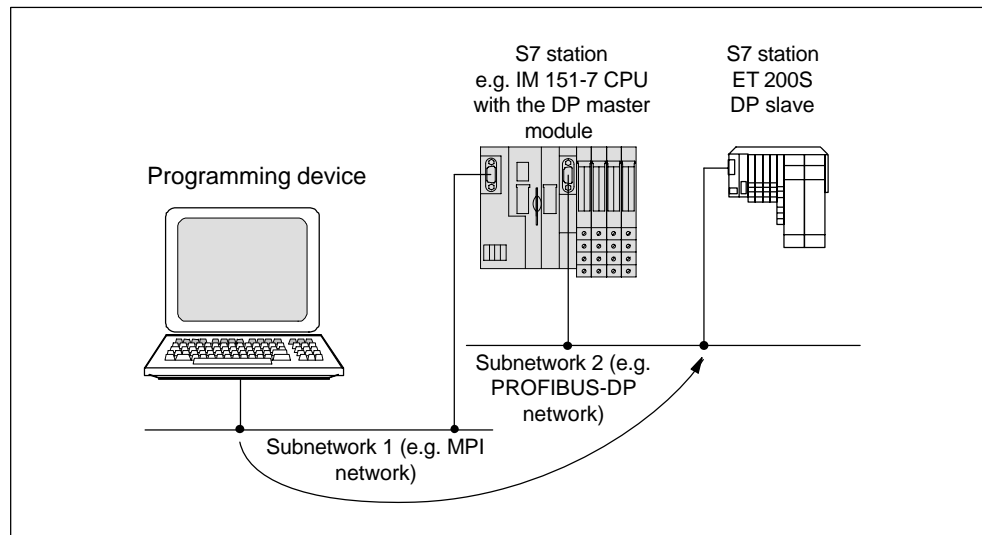 S7 station
e.g. IM 151-7 CPU
with the DP master
module
S7 station
ET 200S
DP slave
Programming device
Subnetwork 2 (e.g.
PROFIBUS-DP
network)
Subnetwork 1 (e.g. MPI
network)